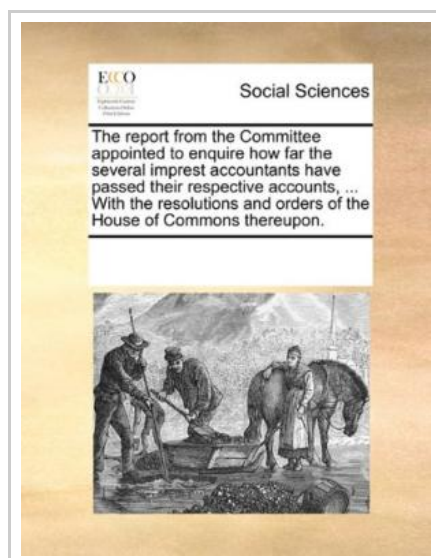 ECCO
Social Sciences
The report from the Committee
appointed to enquire how far the
several imprest accountants have
passed their respective accounts, ...
With the resolutions and orders of the
House of Commons thereupon.